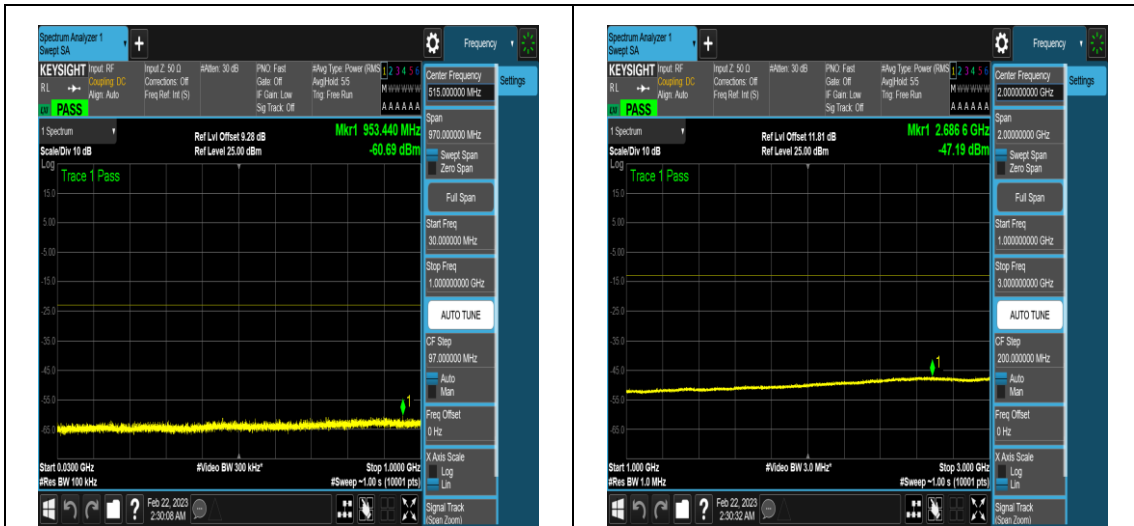 Spectrum Analyzer 1
Swept SA
Frequency
KEYSIGHT
Input: RF
Coupling: DC
Align: Auto
Input Z: 50 Ω
Corrections: Off
Freq Ref: Int (S)
#Atten: 30 dB
PNO: Fast
Gate: Off
IF Gain: Low
Sig Track: Off
#Avg Type: Power (RMS
Avg|Hold: 5/5
Trig: Free Run
1 2 3 4 5 6
M W W W W W
A A A A A A
RL
PASS
Center Frequency
515.000000 MHz
Settings
Span
970.000000 MHz
Swept Span
Zero Span
Full Span
Start Freq
30.000000 MHz
Stop Freq
1.000000000 GHz
AUTO TUNE
CF Step
97.000000 MHz
Auto
Man
Freq Offset
0 Hz
X Axis Scale
Log
Lin
Signal Track
(Span Zoom)
1 Spectrum
Scale/Div 10 dB
Ref Lvl Offset 9.28 dB
Ref Level 25.00 dBm
Mkr1 953.440 MHz
-60.69 dBm
Log
Trace 1 Pass
15.0
5.00
-5.00
-15.0
-25.0
-35.0
-45.0
-55.0
-65.0
1
Start 0.0300 GHz
#Res BW 100 kHz
#Video BW 300 kHz*
Stop 1.0000 GHz
#Sweep ~1.00 s (10001 pts)
Feb 22, 2023
2:30:08 AM
Spectrum Analyzer 1
Swept SA
Frequency
KEYSIGHT
Input: RF
Coupling: DC
Align: Auto
Input Z: 50 Ω
Corrections: Off
Freq Ref: Int (S)
#Atten: 30 dB
PNO: Fast
Gate: Off
IF Gain: Low
Sig Track: Off
#Avg Type: Power (RMS
Avg|Hold: 5/5
Trig: Free Run
1 2 3 4 5 6
M W W W W W
A A A A A A
RL
PASS
Center Frequency
2.000000000 GHz
Settings
Span
2.00000000 GHz
Swept Span
Zero Span
Full Span
Start Freq
1.000000000 GHz
Stop Freq
3.000000000 GHz
AUTO TUNE
CF Step
200.000000 MHz
Auto
Man
Freq Offset
0 Hz
X Axis Scale
Log
Lin
Signal Track
(Span Zoom)
1 Spectrum
Scale/Div 10 dB
Ref Lvl Offset 11.81 dB
Ref Level 25.00 dBm
Mkr1 2.686 6 GHz
-47.19 dBm
Log
Trace 1 Pass
15.0
5.00
-5.00
-15.0
-25.0
-35.0
-45.0
-55.0
-65.0
1
Start 1.000 GHz
#Res BW 1.0 MHz
#Video BW 3.0 MHz*
Stop 3.000 GHz
#Sweep ~1.00 s (10001 pts)
Feb 22, 2023
2:30:32 AM